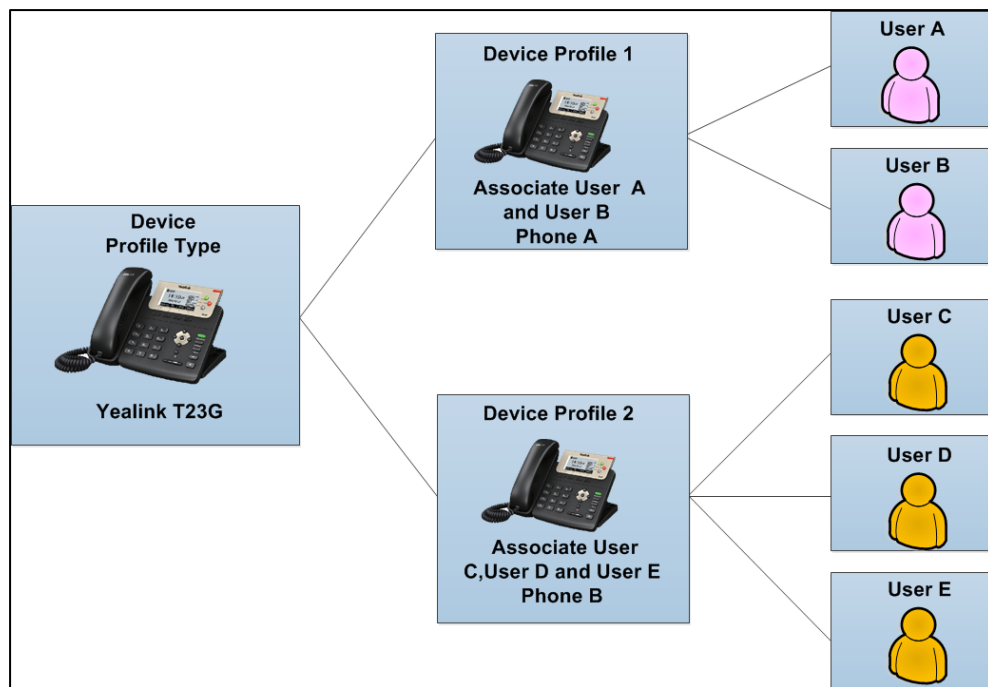 Device
Profile Type
Yealink T23G
Device Profile 1
Associate User A
and User B
Phone A
Device Profile 2
Associate User
C,User D and User E
Phone B
User A
User B
User C
User D
User E